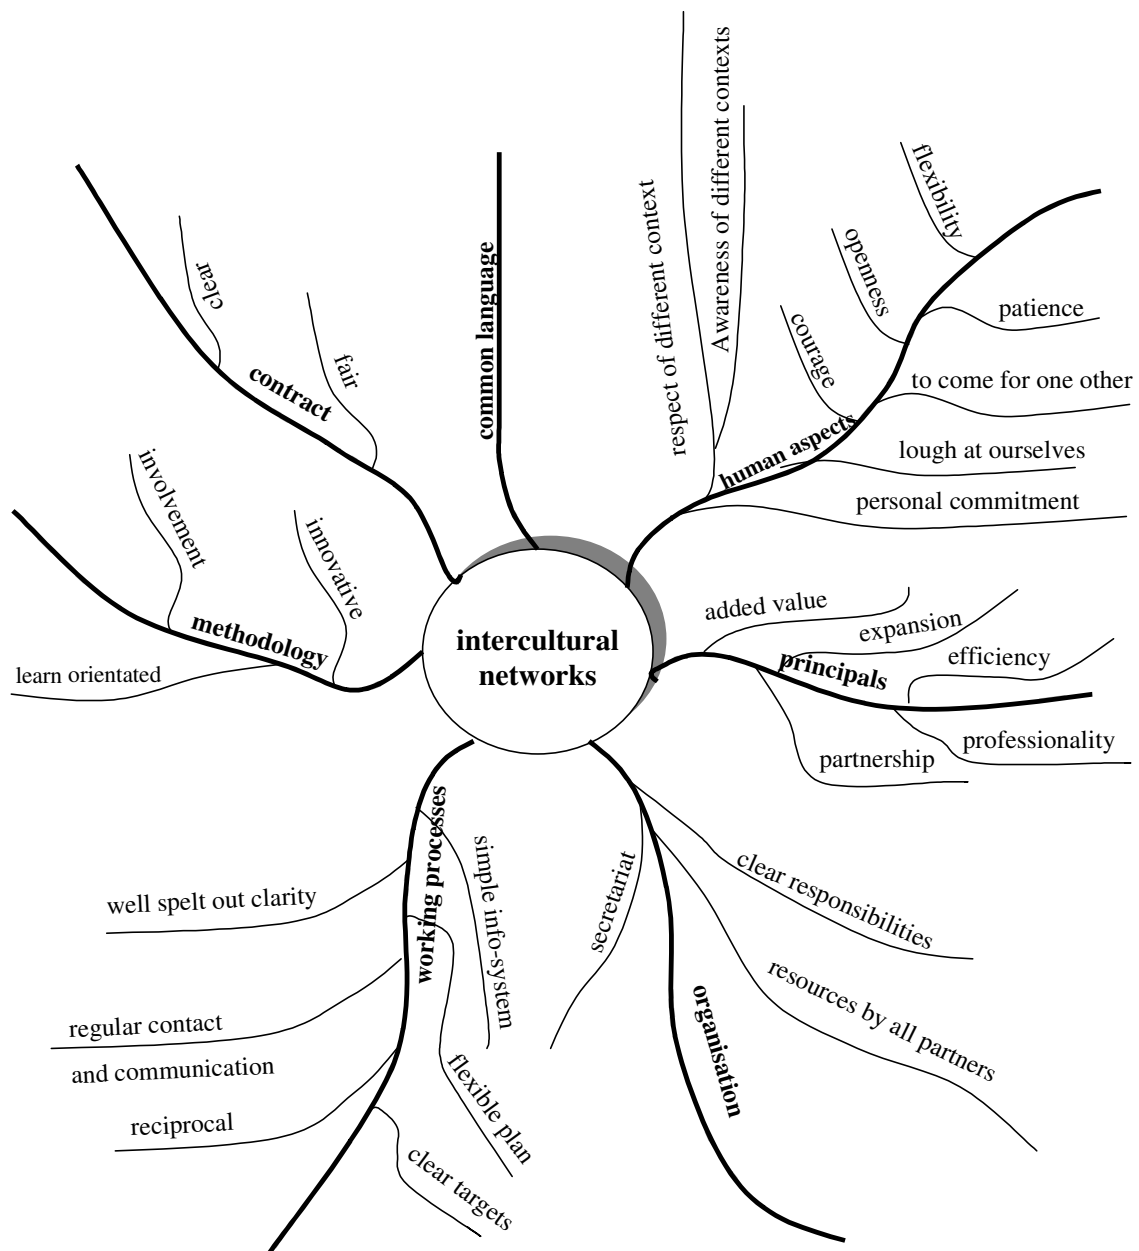 intercultural
networks
common language
respect of different context
Awareness of different contexts
human aspects
flexibility
openness
courage
patience
to come for one other
lough at ourselves
personal commitment
principals
added value
expansion
efficiency
professionality
partnership
organisation
clear responsibilities
resources by all partners
secretariat
working processes
simple info-system
flexible plan
clear targets
well spelt out clarity
regular contact
and communication
reciprocal
methodology
involvement
innovative
learn orientated
contract
clear
fair